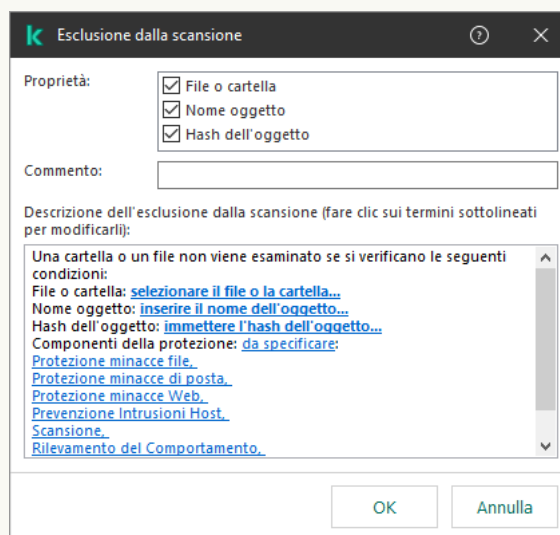 Esclusione dalla scansione
Proprietà:
File o cartella
Nome oggetto
Hash dell'oggetto
Commento:
Descrizione dell'esclusione dalla scansione (fare clic sui termini sottolineati
per modificarli):
Una cartella o un file non viene esaminato se si verificano le seguenti
condizioni:
File o cartella: selezionare il file o la cartella...
Nome oggetto: inserire il nome dell'oggetto...
Hash dell'oggetto: immettere l'hash dell'oggetto...
Componenti della protezione: da specificare:
Protezione minacce file,
Protezione minacce di posta,
Protezione minacce Web,
Prevenzione Intrusioni Host,
Scansione,
Rilevamento del Comportamento,
OK
Annulla